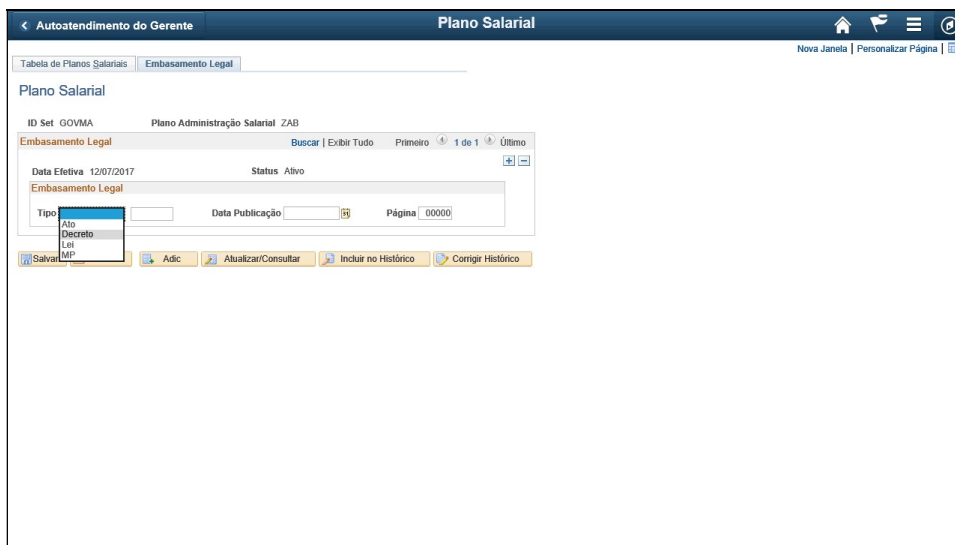 Autoatendimento do Gerente Plano Salarial
Nova Janela | Personalizar Página |
Tabela de Planos Salariais Embasamento Legal
Plano Salarial
ID Set GOVMA Plano Administração Salarial ZAB
Embasamento Legal Buscar | Exibir Tudo Primeiro 1 de 1 Último
Data Efetiva 12/07/2017 Status Ativo
Embasamento Legal
Tipo Data Publicação Página 00000
Ato
Decreto
Lei
MP
Salvar Adic Atualizar/Consultar Incluir no Histórico Corrigir Histórico